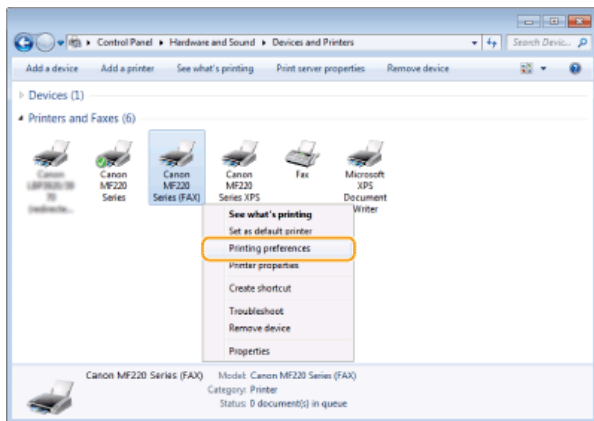 Control Panel ▸ Hardware and Sound ▸ Devices and Printers
Search Devic...
Add a device Add a printer See what's printing Print server properties Remove device
Devices (1)
Printers and Faxes (6)
Canon
MF220
Series
Canon
MF220
Series (FAX)
Canon
MF220
Series XPS
Fax
Microsoft
XPS
Document
Writer
See what's printing
Set as default printer
Printing preferences
Printer properties
Create shortcut
Troubleshoot
Remove device
Properties
Canon MF220 Series (FAX) Model: Canon MF220 Series (FAX)
Category: Printer
Status: 0 document(s) in queue